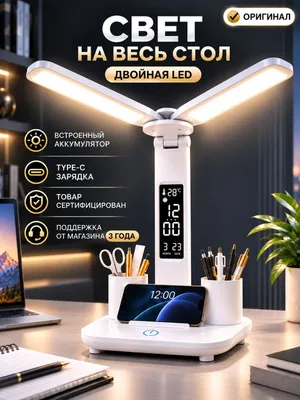 ОРИГИНАЛ
СВЕТ
НА ВЕСЬ СТОЛ
ДВОЙНАЯ LED
ВСТРОЕННЫЙ
АККУМУЛЯТОР
TYPE-C
ЗАРЯДКА
ТОВАР
СЕРТИФИЦИРОВАН
ПОДДЕРЖКА
ОТ МАГАЗИНА 3 ГОДА
28°C
12
00
3 23
12:00